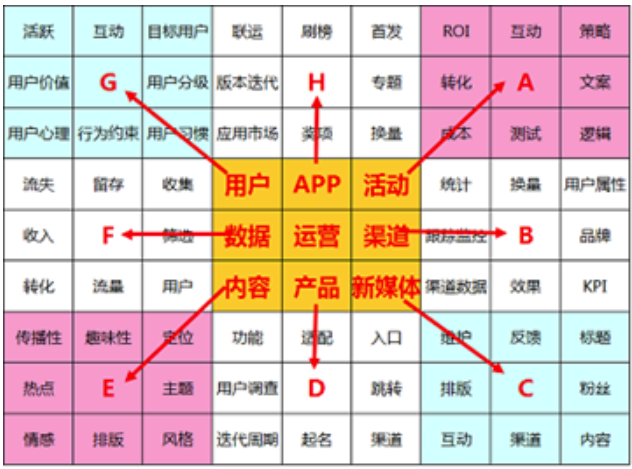 活跃 互动 目标用户 联运 刷榜 首发 ROI 互动 策略
用户价值 G 用户分级 版本迭代 H 专题 转化 A 文案
用户心理 行为约束 用户习惯 应用市场 奖项 换量 成本 测试 逻辑
流失 留存 收集 用户 APP 活动 统计 换量 用户属性
收入 F 筛选 数据 运营 渠道 跟踪监控 B 品牌
转化 流量 用户 内容 产品 新媒体 渠道数据 效果 KPI
传播性 趣味性 定位 功能 适配 入口 维护 反馈 标题
热点 E 主题 用户调查 D 跳转 排版 C 粉丝
情感 排版 风格 迭代周期 起名 渠道 互动 渠道 内容